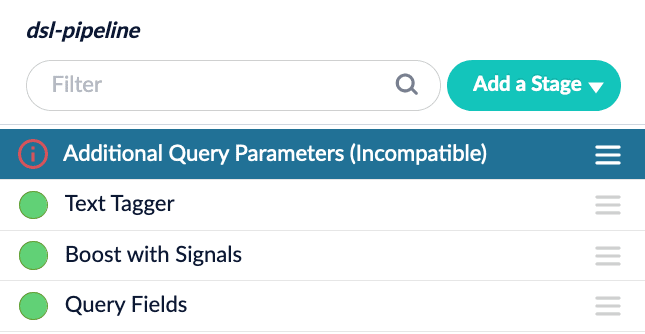 dsl-pipeline
Filter
Add a Stage
Additional Query Parameters (Incompatible)
Text Tagger
Boost with Signals
Query Fields